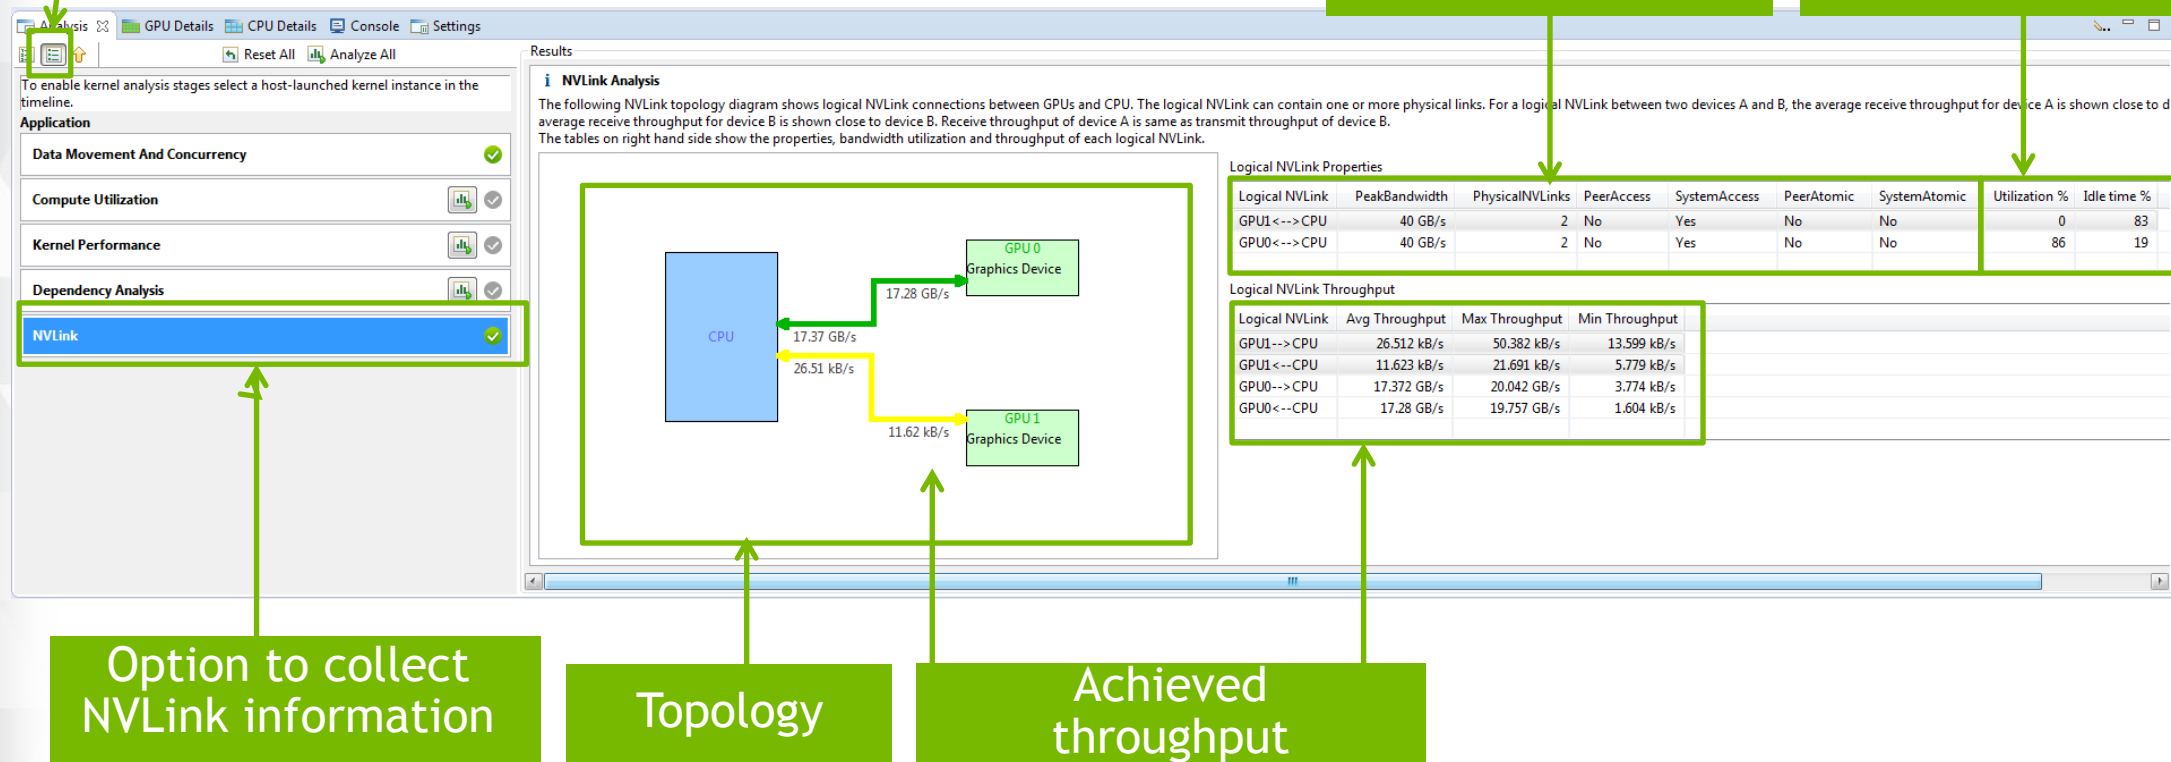 Analysis GPU Details CPU Details Console Settings
Reset All Analyze All
To enable kernel analysis stages select a host-launched kernel instance in the
timeline.
Application
Data Movement And Concurrency
Compute Utilization
Kernel Performance
Dependency Analysis
NVLink
Results
i NVLink Analysis
The following NVLink topology diagram shows logical NVLink connections between GPUs and CPU. The logical NVLink can contain one or more physical links. For a logical NVLink between two devices A and B, the average receive throughput for device A is shown close to d
average receive throughput for device B is shown close to device B. Receive throughput of device A is same as transmit throughput of device B.
The tables on right hand side show the properties, bandwidth utilization and throughput of each logical NVLink.
CPU
GPU 0
Graphics Device
17.28 GB/s
17.37 GB/s
26.51 kB/s
11.62 kB/s
GPU 1
Graphics Device
Logical NVLink Properties
Logical NVLink PeakBandwidth PhysicalNVLinks PeerAccess SystemAccess PeerAtomic SystemAtomic Utilization % Idle time %
GPU1<-->CPU 40 GB/s 2 No Yes No No 0 83
GPU0<-->CPU 40 GB/s 2 No Yes No No 86 19
Logical NVLink Throughput
Logical NVLink Avg Throughput Max Throughput Min Throughput
GPU1-->CPU 26.512 kB/s 50.382 kB/s 13.599 kB/s
GPU1<--CPU 11.623 kB/s 21.691 kB/s 5.779 kB/s
GPU0-->CPU 17.372 GB/s 20.042 GB/s 3.774 kB/s
GPU0<--CPU 17.28 GB/s 19.757 GB/s 1.604 kB/s
Option to collect
NVLink information
Topology
Achieved
throughput